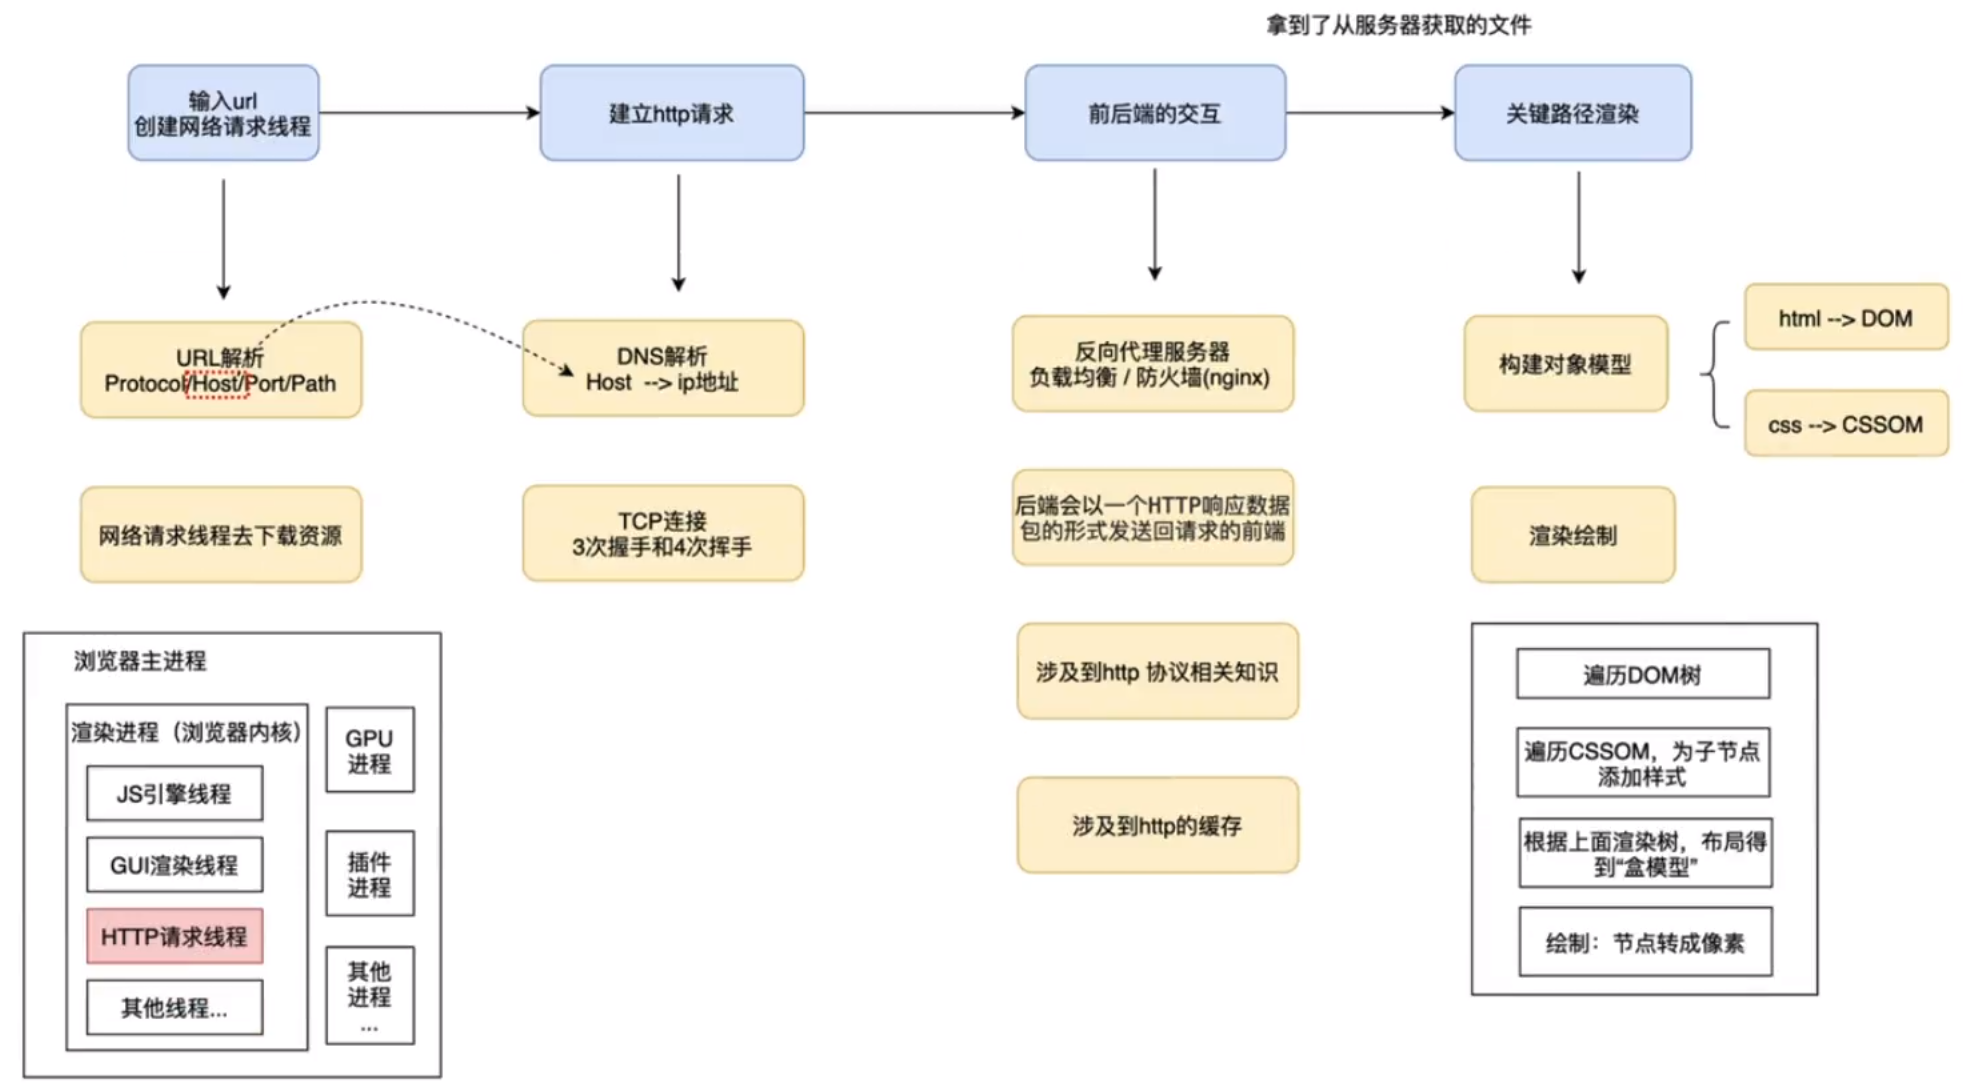 拿到了从服务器获取的文件
输入url
创建网络请求线程
建立http请求
前后端的交互
关键路径渲染
URL解析
Protocol/Host/Port/Path
DNS解析
Host --> ip地址
反向代理服务器
负载均衡 / 防火墙(nginx)
构建对象模型
html --> DOM
css --> CSSOM
网络请求线程去下载资源
TCP连接
3次握手和4次挥手
后端会以一个HTTP响应数据
包的形式发送回请求的前端
渲染绘制
涉及到http 协议相关知识
涉及到http的缓存
浏览器主进程
渲染进程（浏览器内核）
JS引擎线程
GUI渲染线程
HTTP请求线程
其他线程...
GPU
进程
插件
进程
其他
进程
...
遍历DOM树
遍历CSSOM，为子节点
添加样式
根据上面渲染树，布局得
到“盒模型”
绘制：节点转成像素